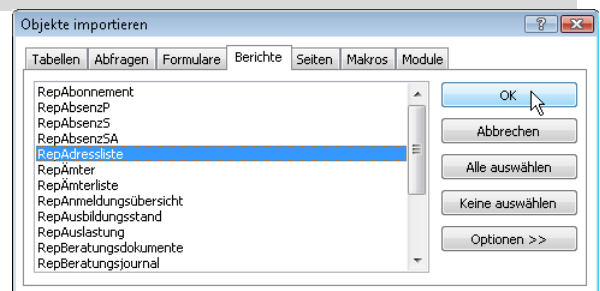 Objekte importieren
Tabellen Abfragen Formulare Berichte Seiten Makros Module
RepAbonnement
RepAbsenzP
RepAbsenzS
RepAbsenzSA
RepAdressliste
RepÄmter
RepÄmterliste
RepAnmeldungsübersicht
RepAusbildungsstand
RepAuslastung
RepBeratungsdokumente
RepBeratungsjournal
OK
Abbrechen
Alle auswählen
Keine auswählen
Optionen >>